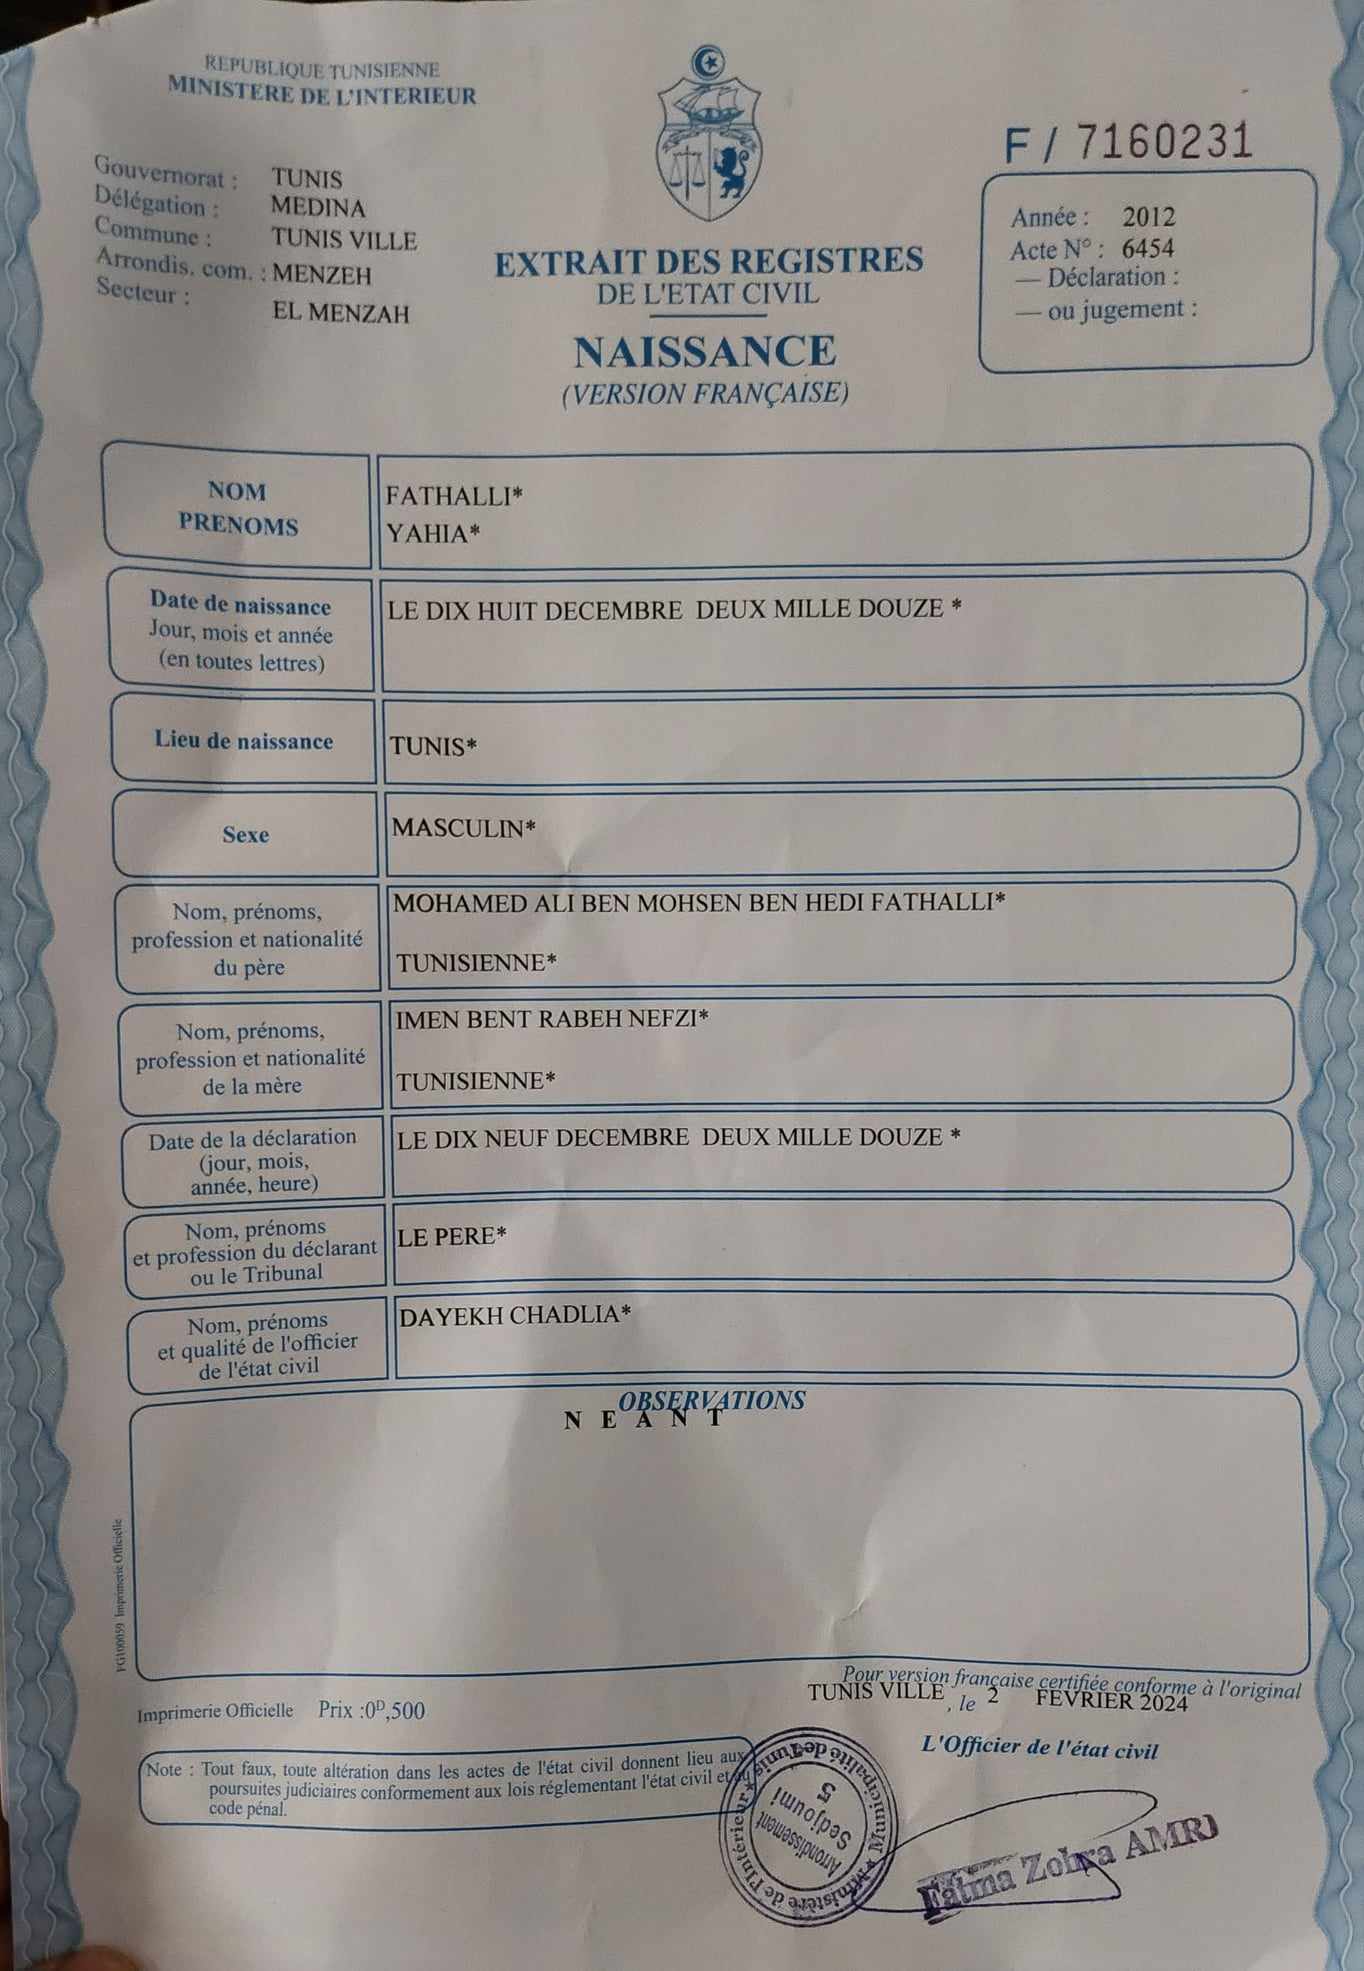 REPUBLIQUE TUNISIENNE
MINISTERE DE L'INTERIEUR
Gouvernorat : TUNIS
Délégation : MEDINA
Commune : TUNIS VILLE
Arrondis. com. : MENZEH
Secteur : EL MENZAH
EXTRAIT DES REGISTRES
DE L'ETAT CIVIL
NAISSANCE
(VERSION FRANÇAISE)
F / 7160231
Année : 2012
Acte N° : 6454
— Déclaration :
— ou jugement :
NOM
PRENOMS
FATHALLI*
YAHIA*
Date de naissance
Jour, mois et année
(en toutes lettres)
LE DIX HUIT DECEMBRE DEUX MILLE DOUZE *
Lieu de naissance
TUNIS*
Sexe
MASCULIN*
Nom, prénoms,
profession et nationalité
du père
MOHAMED ALI BEN MOHSEN BEN HEDI FATHALLI*
TUNISIENNE*
Nom, prénoms,
profession et nationalité
de la mère
IMEN BENT RABEH NEFZI*
TUNISIENNE*
Date de la déclaration
(jour, mois,
année, heure)
LE DIX NEUF DECEMBRE DEUX MILLE DOUZE *
Nom, prénoms
et profession du déclarant
ou le Tribunal
LE PERE*
Nom, prénoms
et qualité de l'officier
de l'état civil
DAYEKH CHADLIA*
OBSERVATIONS
N E A N T
FG100059 Imprimerie Officielle
Imprimerie Officielle Prix :0ᴰ,500
Pour version française certifiée conforme à l'original
TUNIS VILLE , le 2 FEVRIER 2024
L'Officier de l'état civil
Note : Tout faux, toute altération dans les actes de l'état civil donnent lieu aux
poursuites judiciaires conformement aux lois réglementant l'état civil et au
code pénal.
Ministère de l'Intérieur * Municipalité de Tunis *
Arrondissement
Sedjoumi
5
Fatma Zohra AMRI